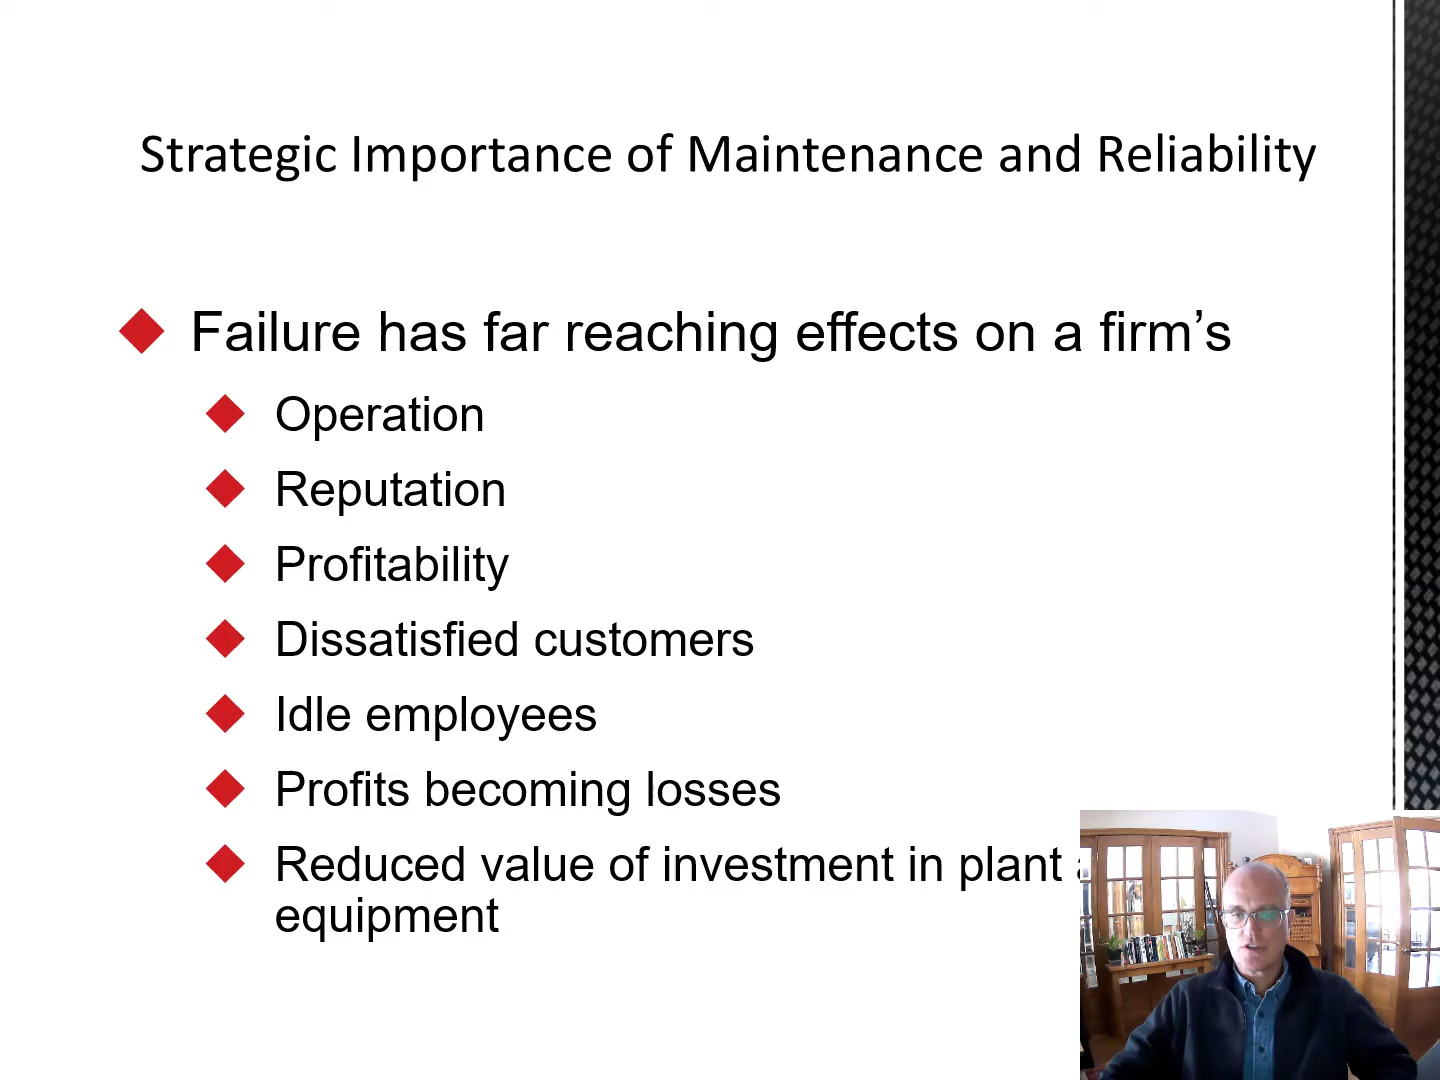 Strategic Importance of Maintenance and Reliability
Failure has far reaching effects on a firm’s
Operation
Reputation
Profitability
Dissatisfied customers
Idle employees
Profits becoming losses
Reduced value of investment in plant
equipment